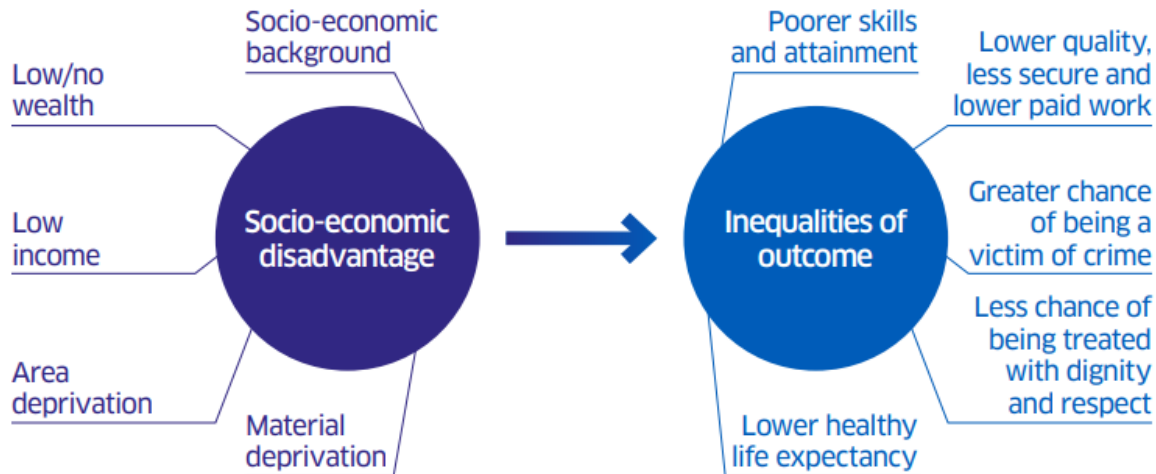 Socio-economic
background
Low/no
wealth
Low
income
Area
deprivation
Material
deprivation
Socio-economic
disadvantage
Inequalities of
outcome
Poorer skills
and attainment
Lower quality,
less secure and
lower paid work
Greater chance
of being a
victim of crime
Less chance of
being treated
with dignity
and respect
Lower healthy
life expectancy